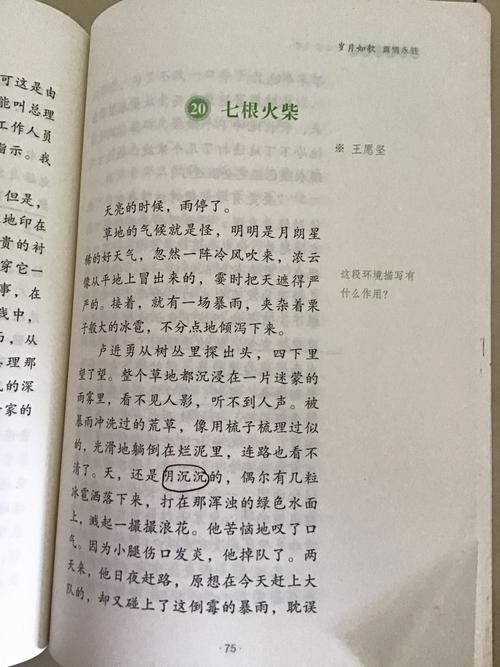 可这是由
能叫总理
工作人员
指示。我
但是,
地印在
贵的衬
穿它一
事,在
线中,
而,从
总理那
的深
家的
岁月如歌 真情永驻
20 七根火柴
※ 王愿坚
天亮的时候,雨停了。
草地的气候就是怪,明明是月朗星
稀的好天气,忽然一阵冷风吹来,浓云
像从平地上冒出来的,霎时把天遮得严
严的。接着,就有一场暴雨,夹杂着栗
子般大的冰雹,不分点地倾泻下来。
这段环境描写有
什么作用?
卢进勇从树丛里探出头,四下里
望了望。整个草地都沉浸在一片迷蒙的
雨雾里,看不见人影,听不到人声。被
暴雨冲洗过的荒草,像用梳子梳理过似
的,光滑地躺倒在烂泥里,连路也看不
清了。天,还是阴沉沉的,偶尔有几粒
冰雹洒落下来,打在那浑浊的绿色水面
上,溅起一撮撮浪花。他苦恼地叹了口
气。因为小腿伤口发炎,他掉队了。两
天来,他日夜赶路,原想在今天赶上大
队的,却又碰上了这倒霉的暴雨,耽误
·75·